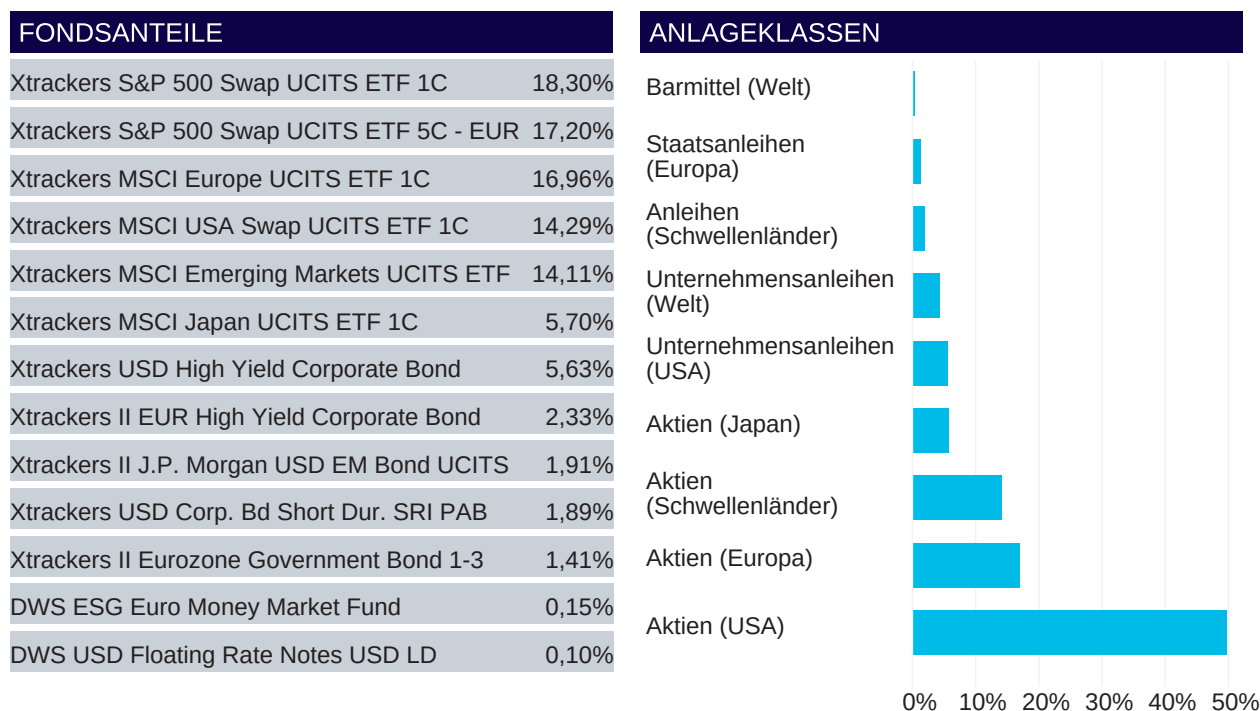 FONDSANTEILE
Xtrackers S&P 500 Swap UCITS ETF 1C 18,30%
Xtrackers S&P 500 Swap UCITS ETF 5C - EUR 17,20%
Xtrackers MSCI Europe UCITS ETF 1C 16,96%
Xtrackers MSCI USA Swap UCITS ETF 1C 14,29%
Xtrackers MSCI Emerging Markets UCITS ETF 14,11%
Xtrackers MSCI Japan UCITS ETF 1C 5,70%
Xtrackers USD High Yield Corporate Bond 5,63%
Xtrackers II EUR High Yield Corporate Bond 2,33%
Xtrackers II J.P. Morgan USD EM Bond UCITS 1,91%
Xtrackers USD Corp. Bd Short Dur. SRI PAB 1,89%
Xtrackers II Eurozone Government Bond 1-3 1,41%
DWS ESG Euro Money Market Fund 0,15%
DWS USD Floating Rate Notes USD LD 0,10%
ANLAGEKLASSEN
Barmittel (Welt)
Staatsanleihen
(Europa)
Anleihen
(Schwellenländer)
Unternehmensanleihen
(Welt)
Unternehmensanleihen
(USA)
Aktien (Japan)
Aktien
(Schwellenländer)
Aktien (Europa)
Aktien (USA)
0% 10% 20% 30% 40% 50%